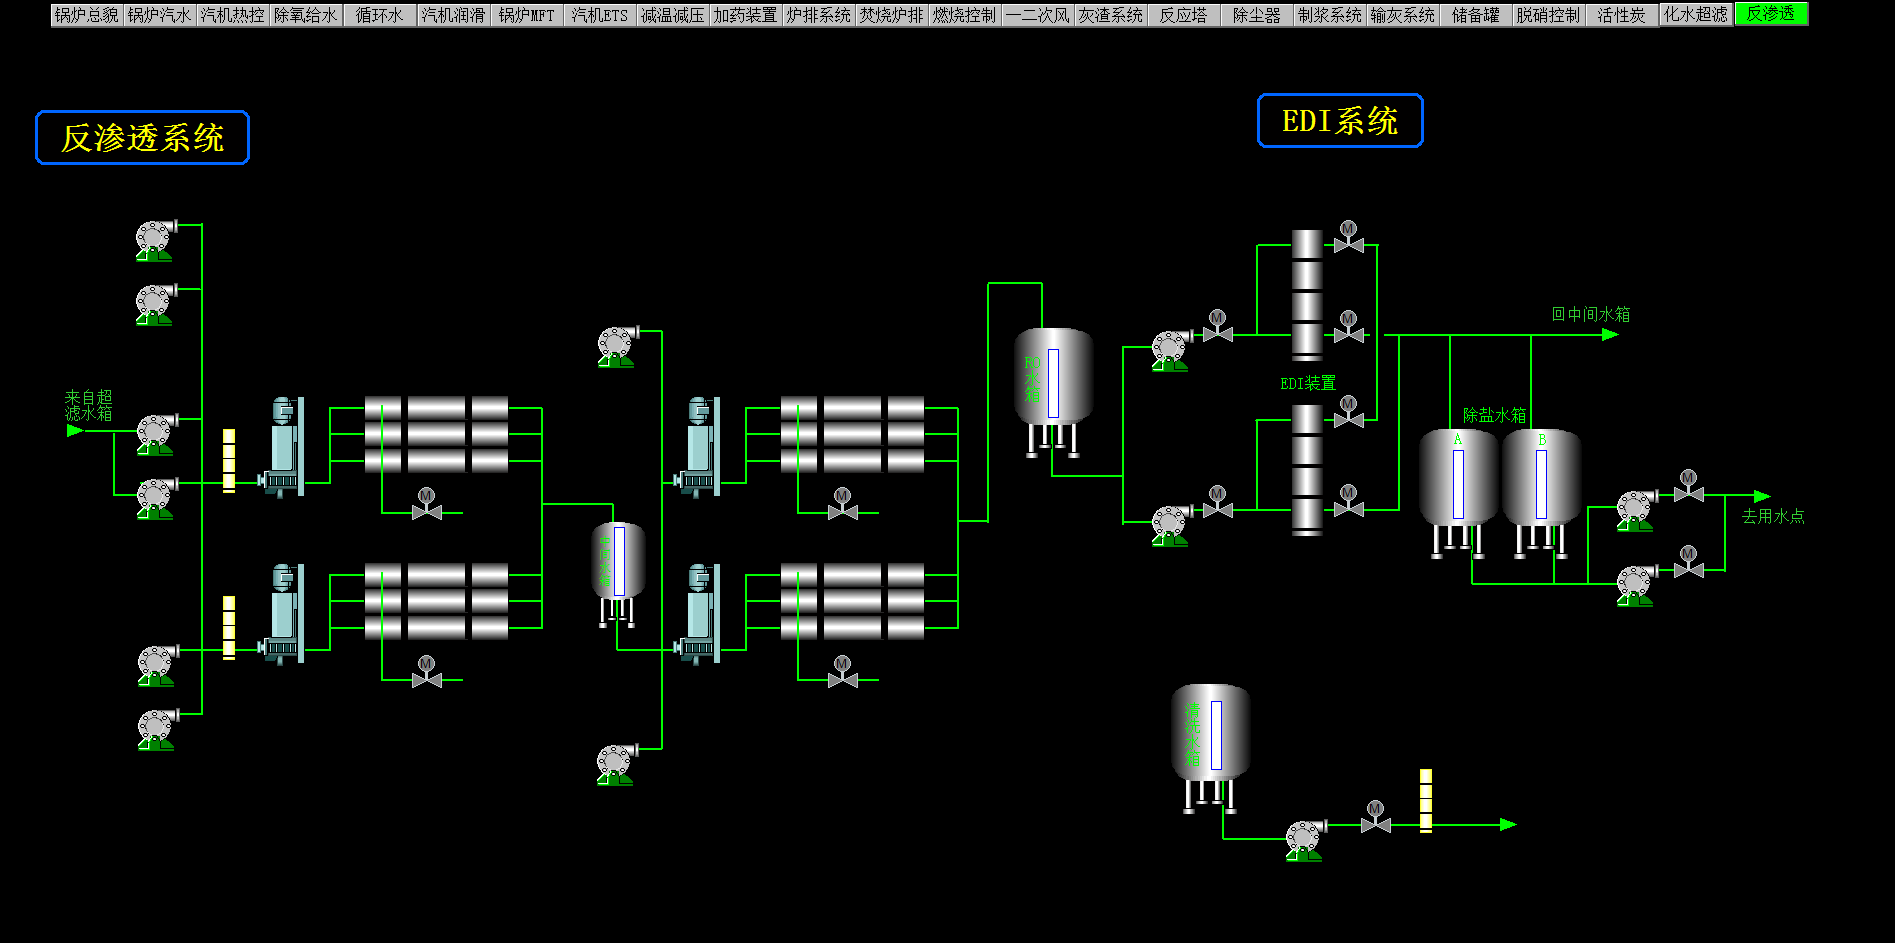 锅炉总貌 锅炉汽水 汽机热控 除氧给水 循环水 汽机润滑 锅炉MFT 汽机ETS 减温减压 加药装置 炉排系统 焚烧炉排 燃烧控制 一二次风 灰渣系统 反应塔 除尘器 制浆系统 输灰系统 储备罐 脱硝控制 活性炭 化水超滤 反渗透
反渗透系统
EDI系统
M
M
M
M
回中间水箱
RO水箱
EDI装置
来自超
滤水箱
M
除盐水箱
A
B
M
M
M
M
M
M
去用水点
中间水箱
M
M
M
清洗水箱
M